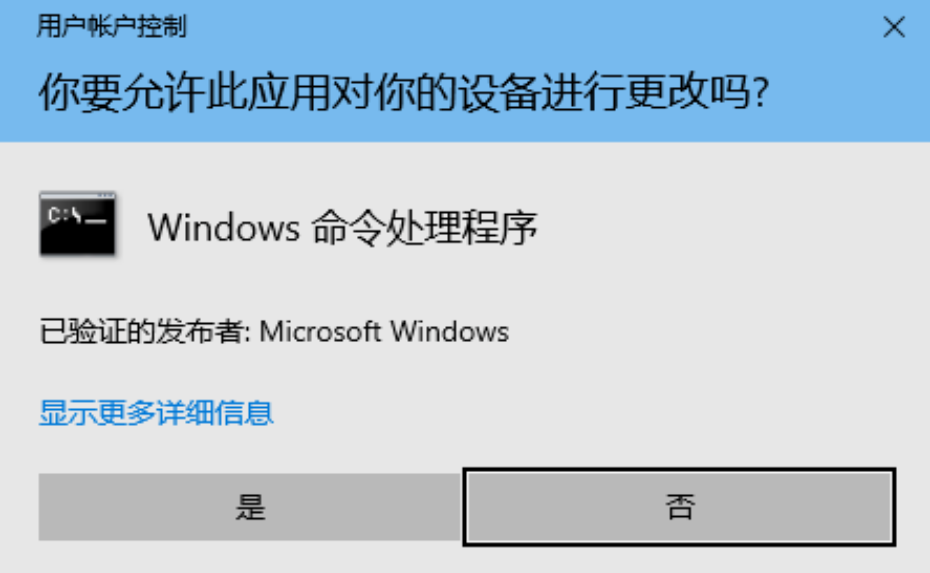 用户帐户控制
你要允许此应用对你的设备进行更改吗?
C:\_
Windows 命令处理程序
已验证的发布者: Microsoft Windows
显示更多详细信息
是
否